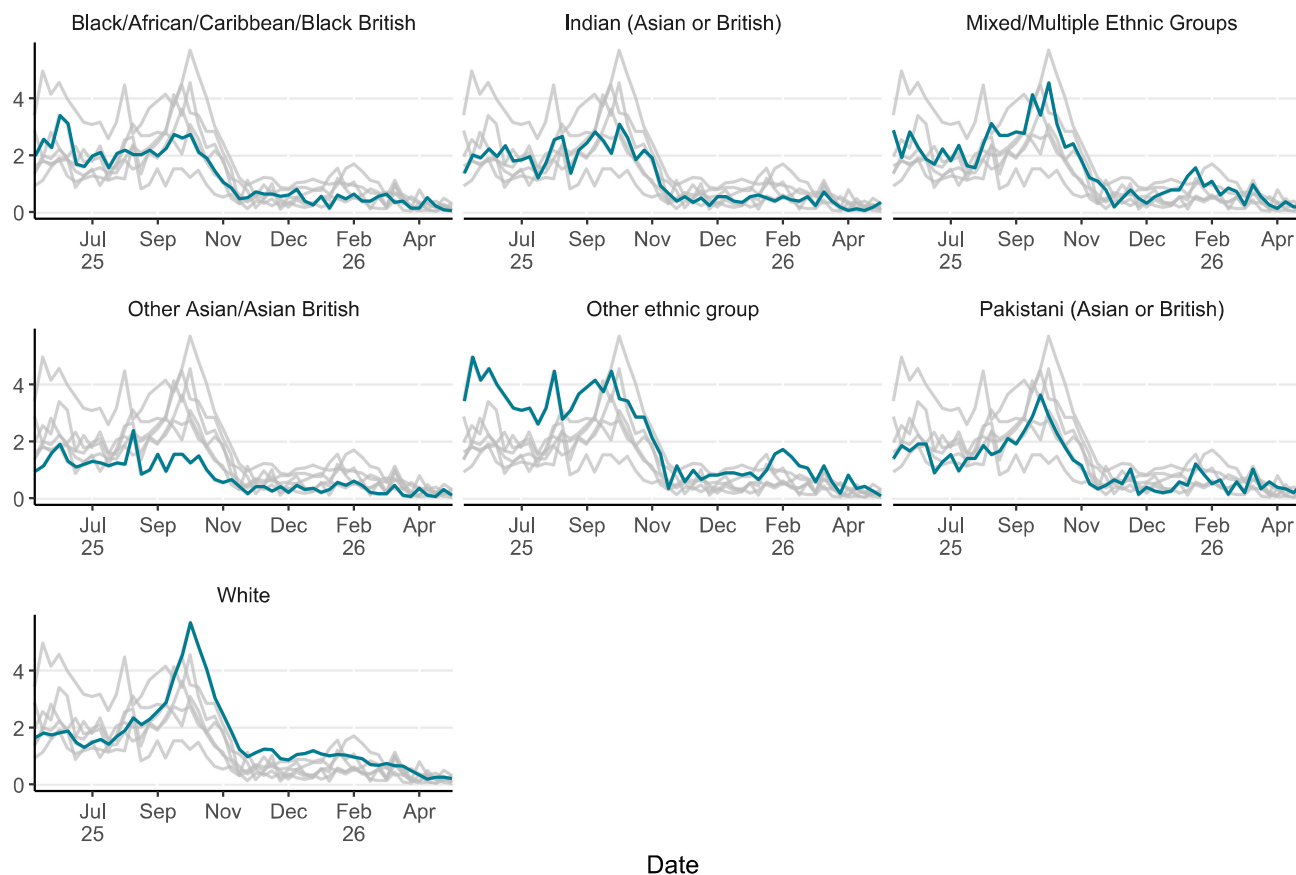 Black/African/Caribbean/Black British
Indian (Asian or British)
Mixed/Multiple Ethnic Groups
4
2
0
Jul Sep Nov Dec Feb Apr
25 26
Jul Sep Nov Dec Feb Apr
25 26
Jul Sep Nov Dec Feb Apr
25 26
Other Asian/Asian British
Other ethnic group
Pakistani (Asian or British)
4
2
0
Jul Sep Nov Dec Feb Apr
25 26
Jul Sep Nov Dec Feb Apr
25 26
Jul Sep Nov Dec Feb Apr
25 26
White
4
2
0
Jul Sep Nov Dec Feb Apr
25 26
Date